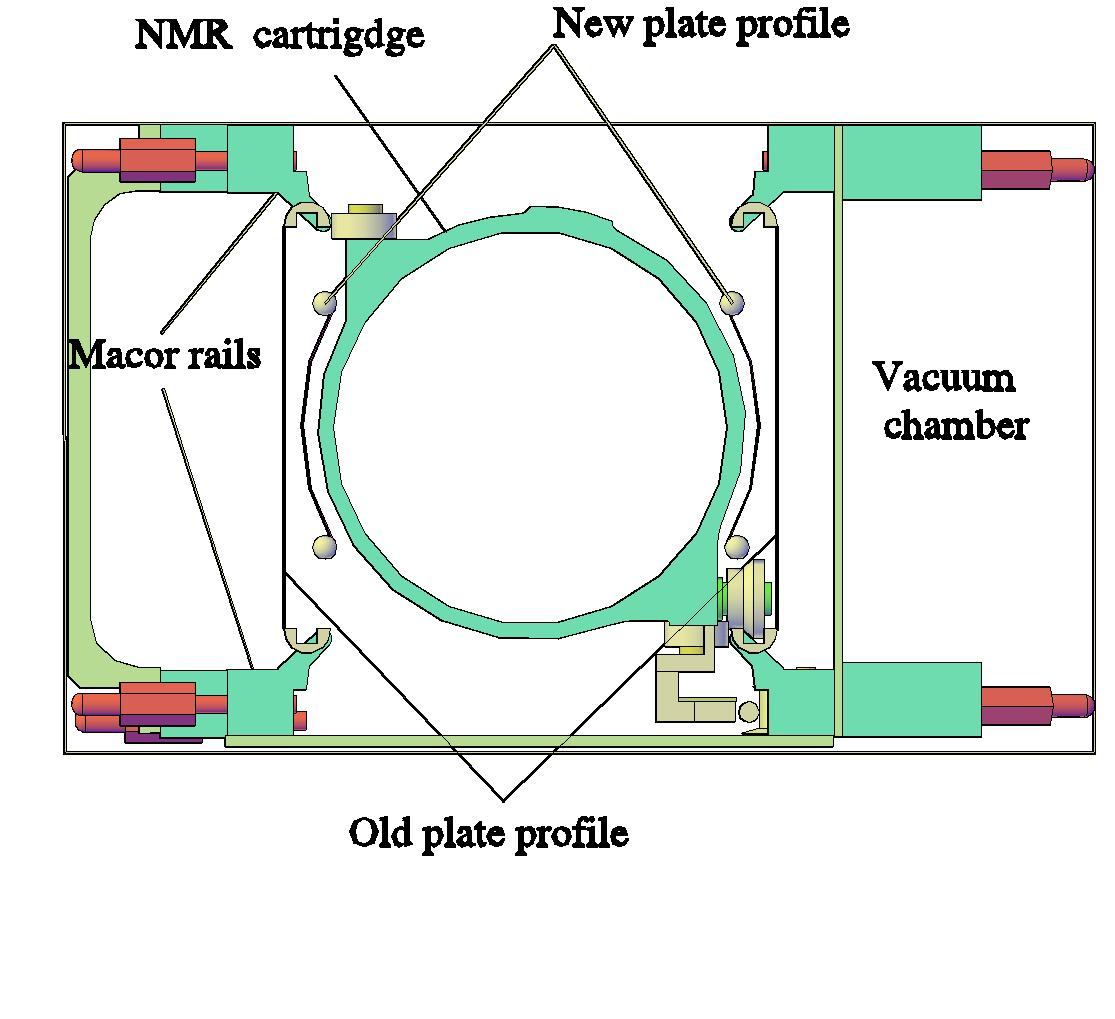 New plate profile
NMR cartrigdge
Macor rails
Vacuum
chamber
Old plate profile